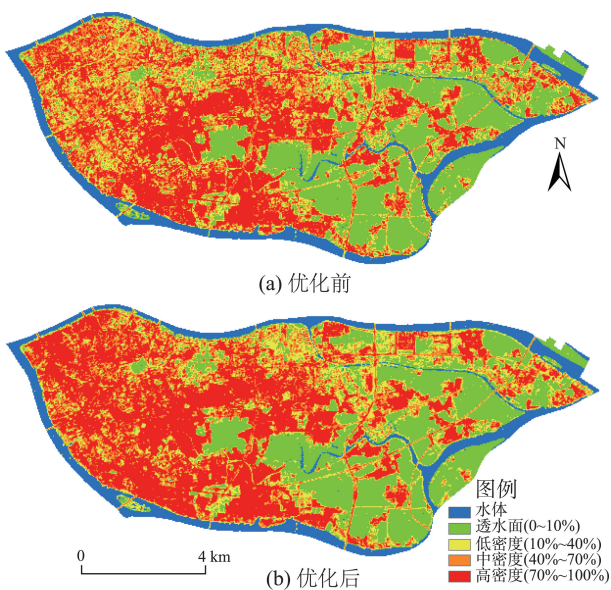 N
(a) 优化前
图例
水体
透水面(0~10%)
低密度(10%~40%)
中密度(40%~70%)
高密度(70%~100%)
0 4 km
(b) 优化后